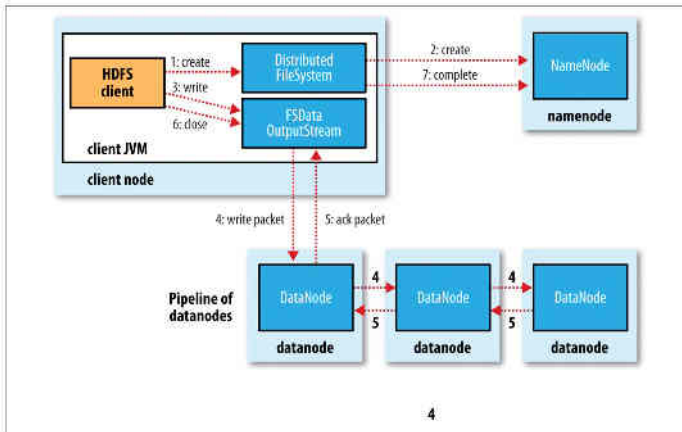 HDFS
client
1: create
3: write
6: close
Distributed
FileSystem
FSData
OutputStream
client JVM
client node
2: create
7: complete
NameNode
namenode
4: write packet
5: ack packet
Pipeline of
datanodes
DataNode
4
5
DataNode
4
5
DataNode
datanode
datanode
datanode
4